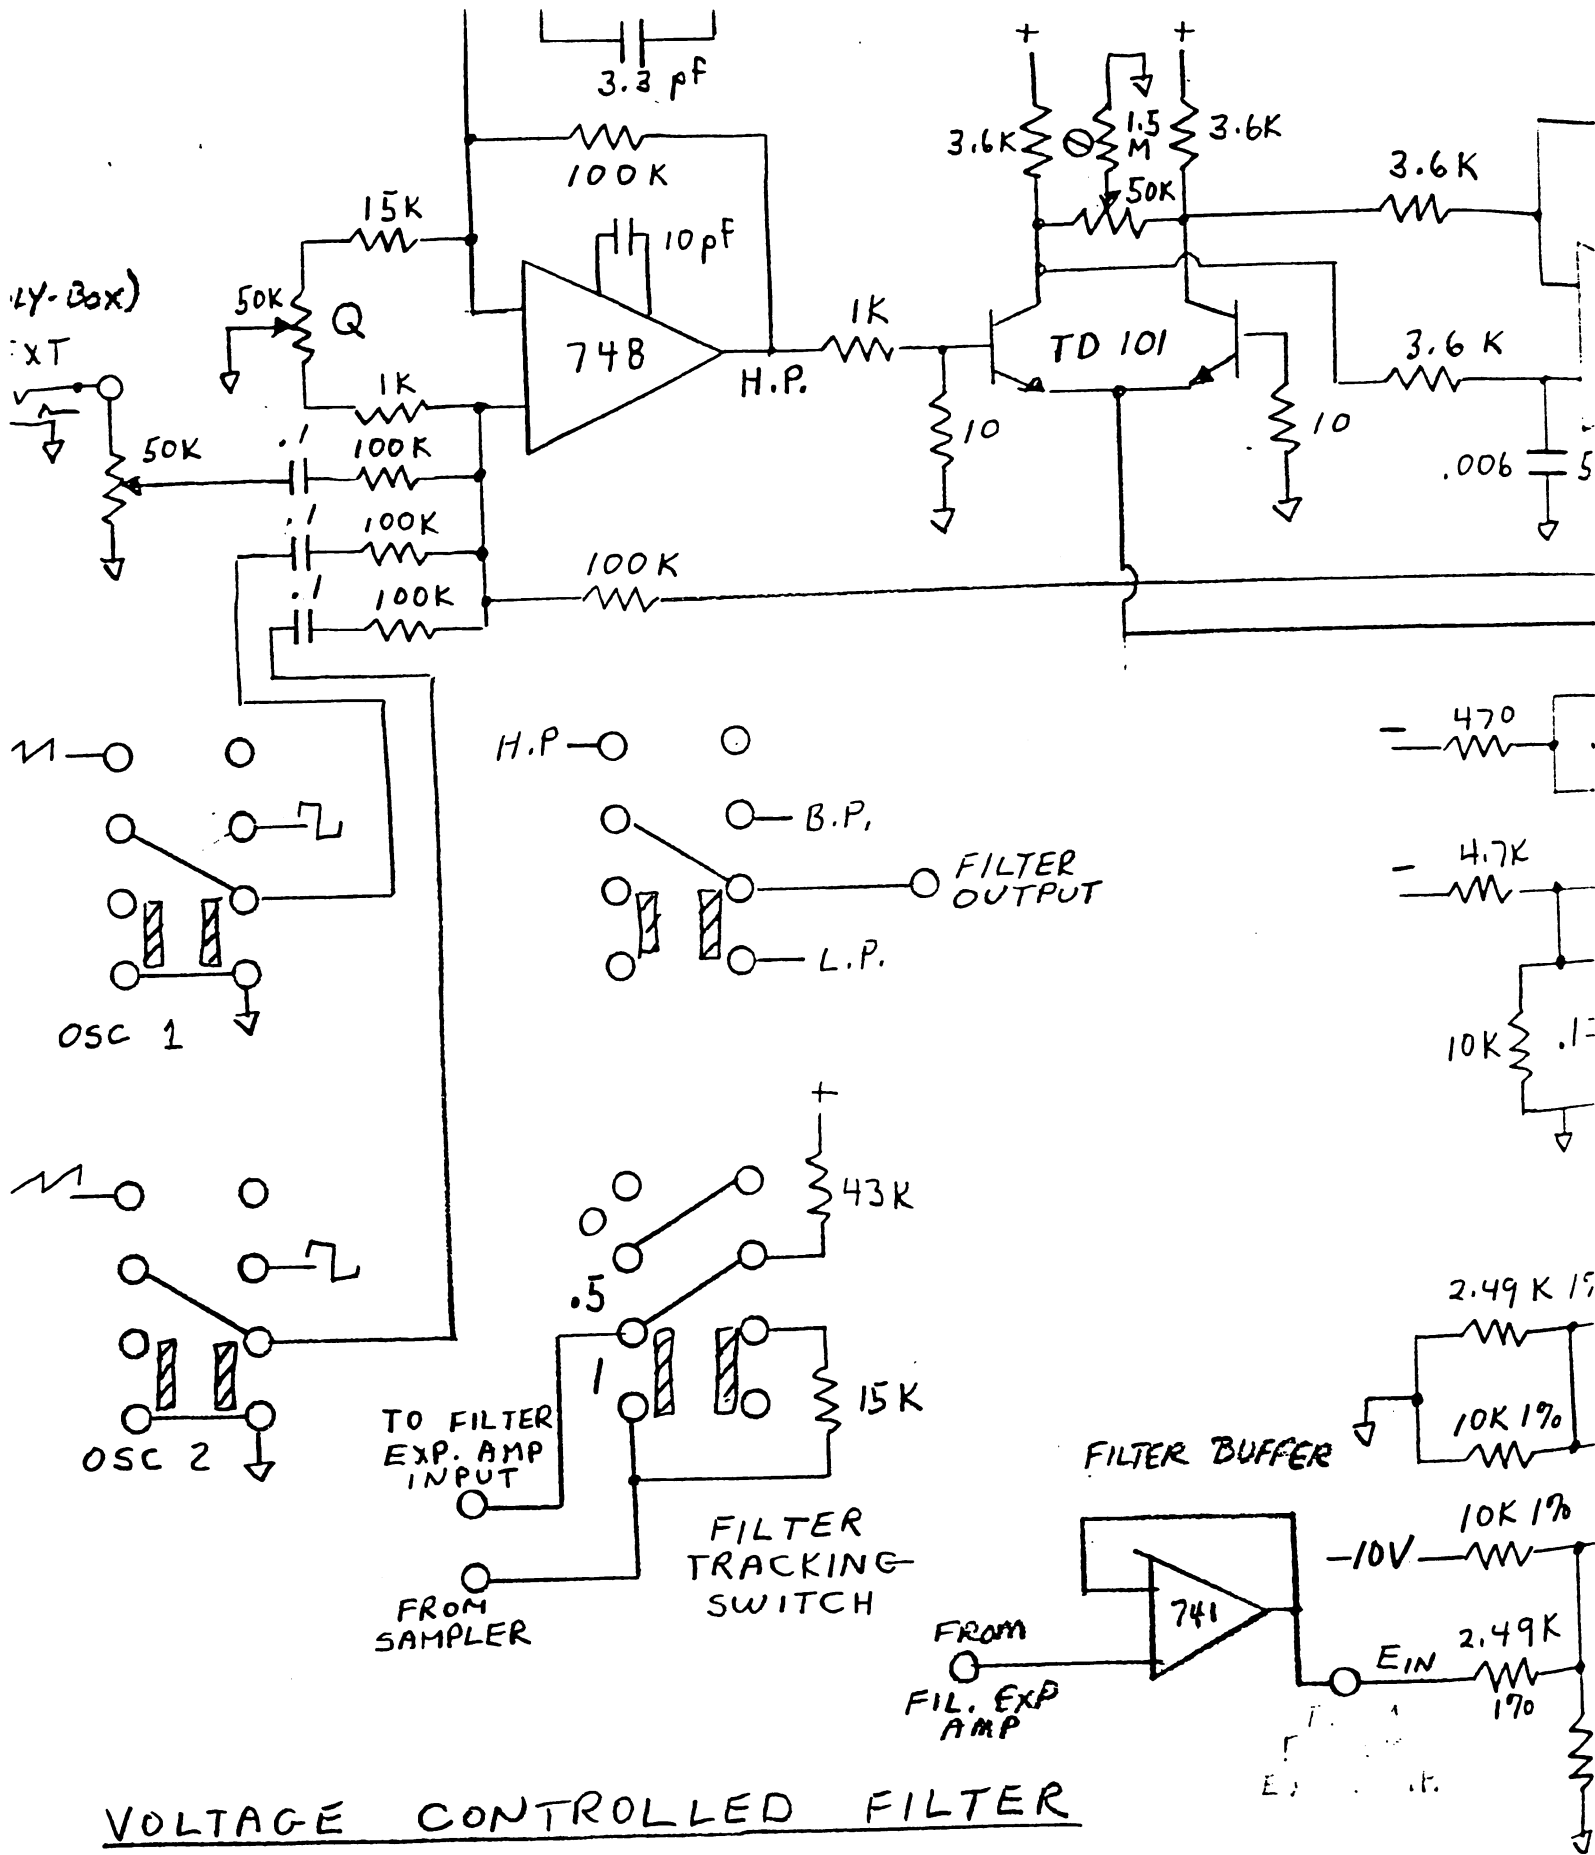 3.3 pF
100K
15K
10 pF
50K
Q
748
H.P.
1K
50K
.1
100K
.1
100K
.1
100K
100K
1K
10
+
+
3.6K
1.5
M
3.6K
50K
TD 101
10
3.6K
3.6K
.006
LY-BOX)
XT
H.P
B.P.
FILTER
OUTPUT
L.P.
OSC 1
OSC 2
470
4.7K
10K
+
43K
O
.5
1
15K
TO FILTER
EXP. AMP
INPUT
FROM
SAMPLER
FILTER
TRACKING
SWITCH
FILTER BUFFER
2.49K
10K 1%
-10V
10K 1%
741
FROM
FIL. EXP
AMP
EIN
2.49K
1%
VOLTAGE CONTROLLED FILTER